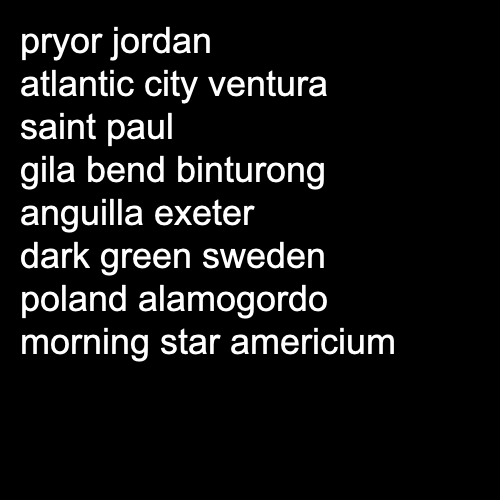 pryor jordan
atlantic city ventura
saint paul
gila bend binturong
anguilla exeter
dark green sweden
poland alamogordo
morning star americium